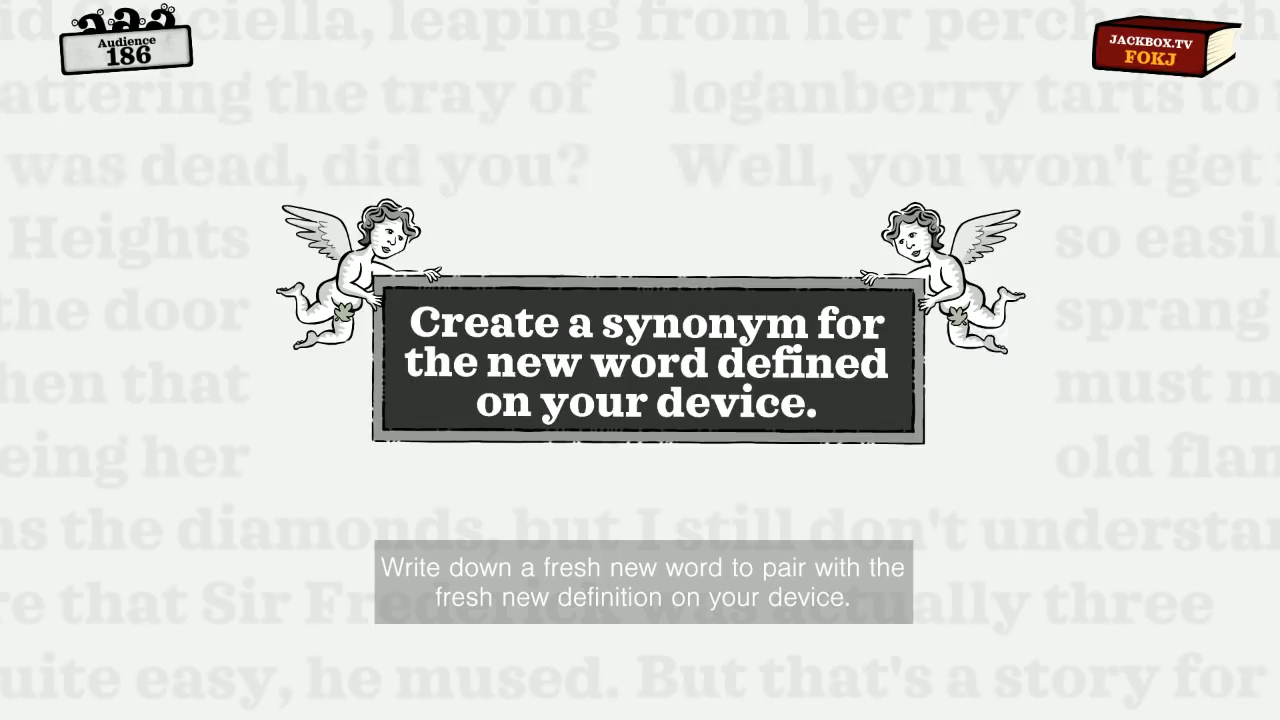 Audience
186
JACKBOX.TV
FOKJ
ciella, leaping from her perch on th
attering the tray of loganberry tarts to
was dead, did you? Well, you won't get
Heights so easil
the door sprang
hen that must m
eing her old flan
ns the diamonds, but I still don't understan
Create a synonym for
the new word defined
on your device.
Write down a fresh new word to pair with the
fresh new definition on your device.
re that Sir Frederick was actually three
uite easy, he mused. But that's a story for